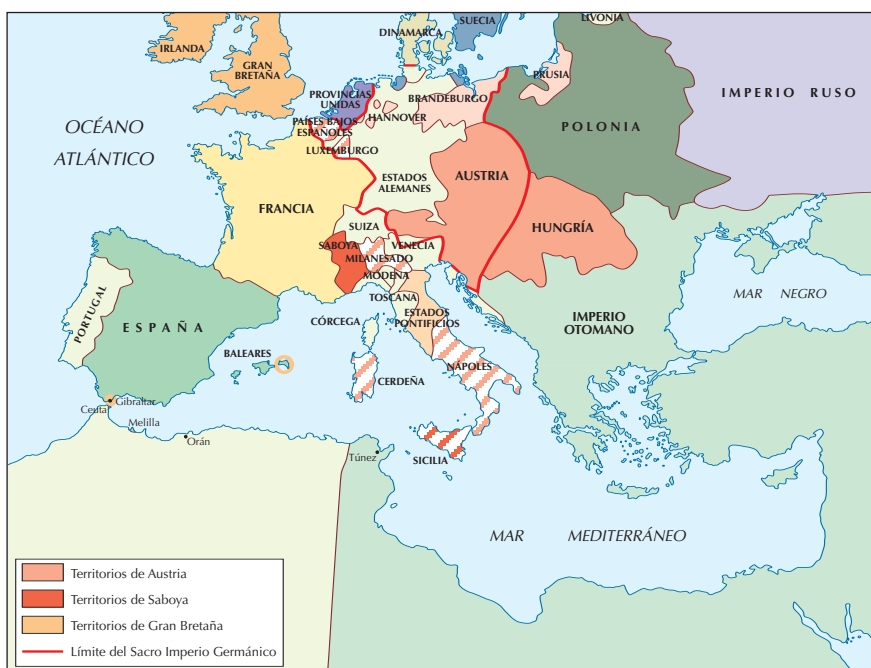 LIVONIA
SUECIA
DINAMARCA
IRLANDA
GRAN
BRETAÑA
PRUSIA
IMPERIO RUSO
PROVINCIAS
UNIDAS
BRANDEBURGO
HANNOVER
PAÍSES BAJOS
ESPAÑOLES
LUXEMBURGO
POLONIA
OCÉANO
ATLÁNTICO
ESTADOS
ALEMANES
AUSTRIA
FRANCIA
HUNGRÍA
SUIZA
SABOYA
VENECIA
MILANESADO
MÓDENA
MAR NEGRO
TOSCANA
PORTUGAL
ESPAÑA
CÓRCEGA
ESTADOS
PONTIFICIOS
IMPERIO
OTOMANO
BALEARES
NÁPOLES
CERDEÑA
Gibraltar
Ceuta
Melilla
Orán
Túnez
SICILIA
MAR MEDITERRÁNEO
Territorios de Austria
Territorios de Saboya
Territorios de Gran Bretaña
Límite del Sacro Imperio Germánico